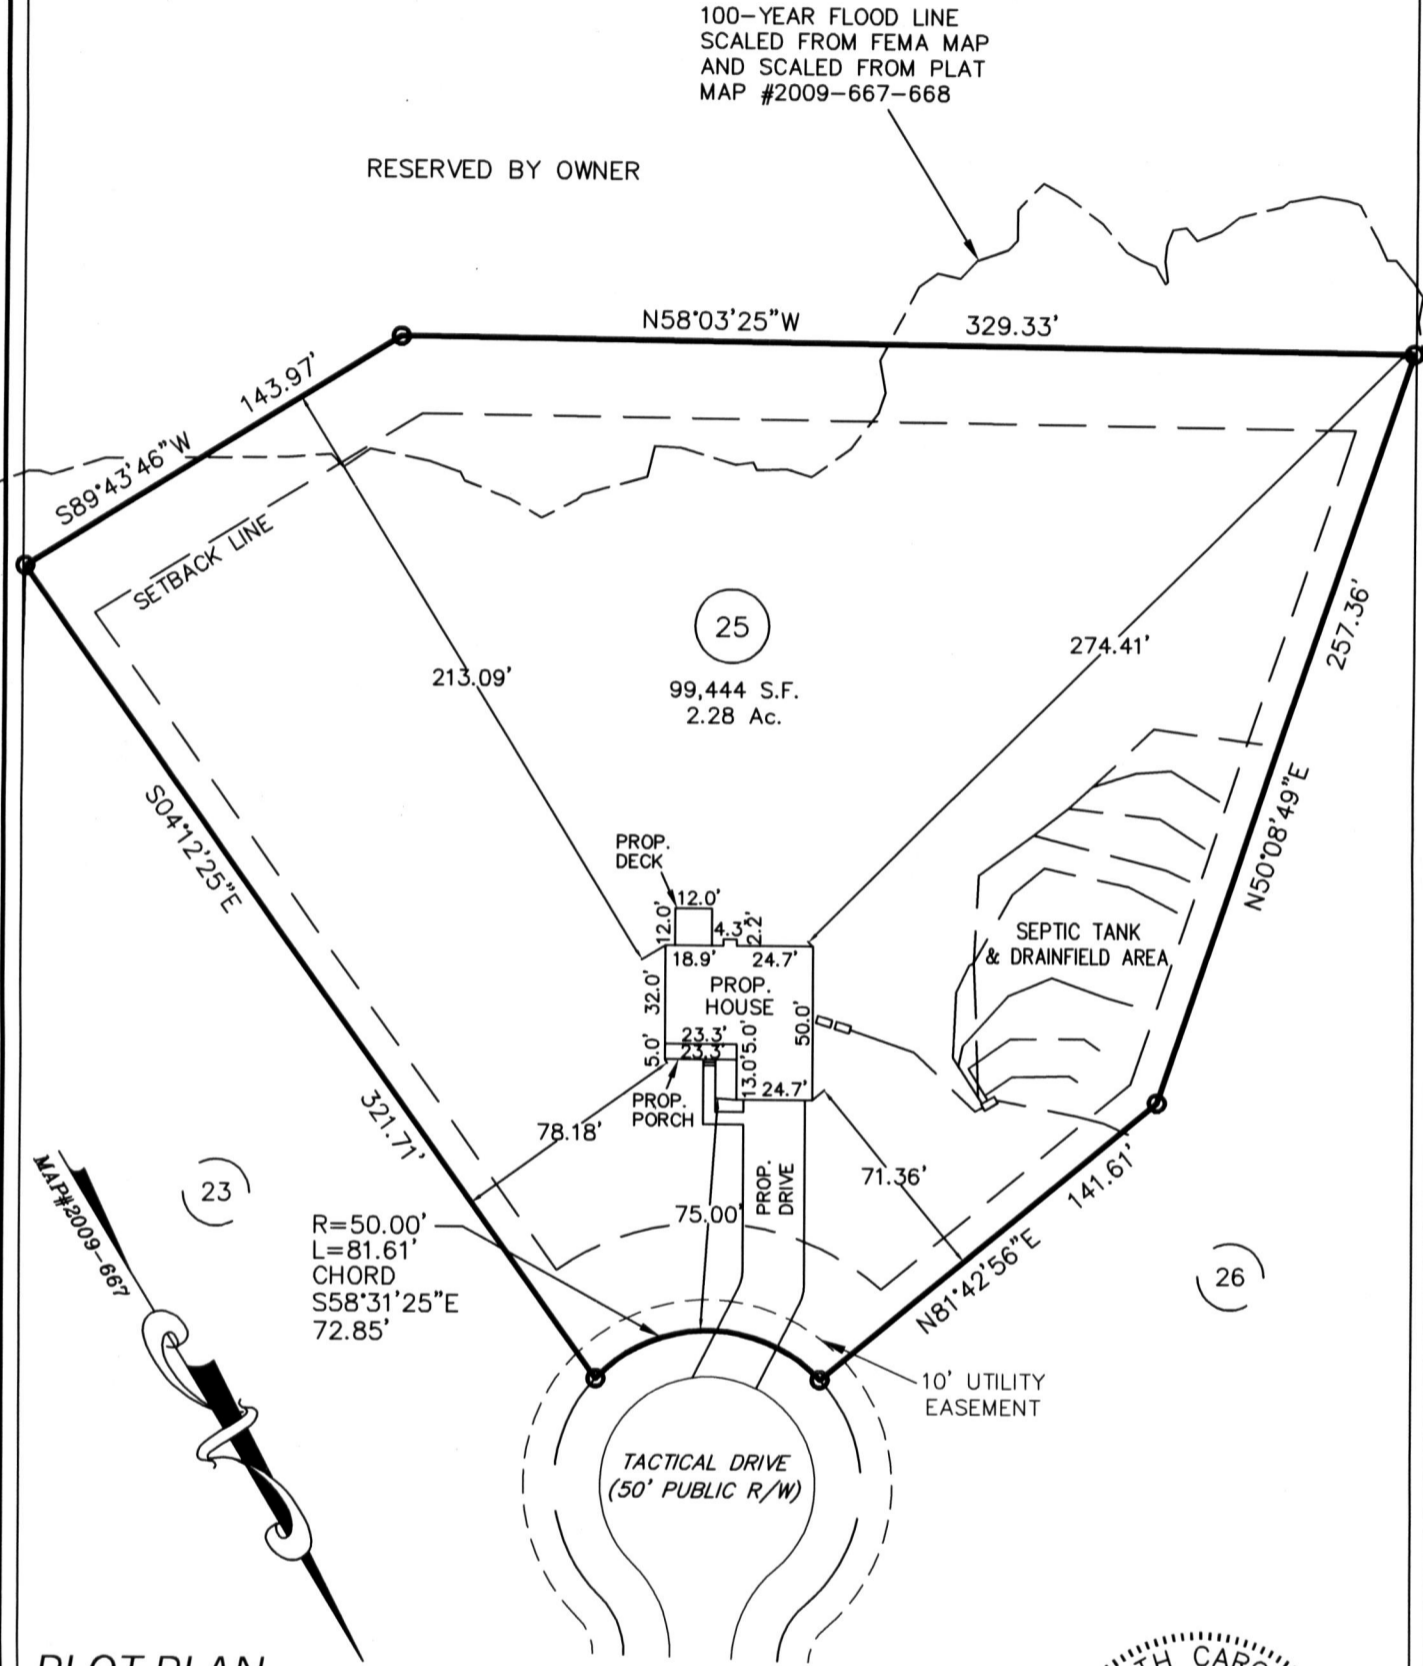 100-YEAR FLOOD LINE
SCALED FROM FEMA MAP
AND SCALED FROM PLAT
MAP #2009-667-668
RESERVED BY OWNER
N58°03'25"W 329.33'
143.97'
S89°43'46"W
SETBACK LINE
25
99,444 S.F.
2.28 Ac.
213.09'
274.41'
257.36'
N50°08'49"E
S04°12'25"E
321.71'
PROP.
DECK
12.0'
12.0'
4.3'
2.2'
18.9'
24.7'
32.0'
PROP.
HOUSE
50.0'
23.3'
23.3'
5.0'
5.0'
13.0'
24.7'
PROP.
PORCH
SEPTIC TANK
& DRAINFIELD AREA
78.18'
71.36'
75.00'
PROP.
DRIVE
141.61'
N81°42'56"E
23
26
MAP#2009-667
R=50.00'
L=81.61'
CHORD
S58°31'25"E
72.85'
10' UTILITY
EASEMENT
TACTICAL DRIVE
(50' PUBLIC R/W)
PLOT PLAN
TH CARO